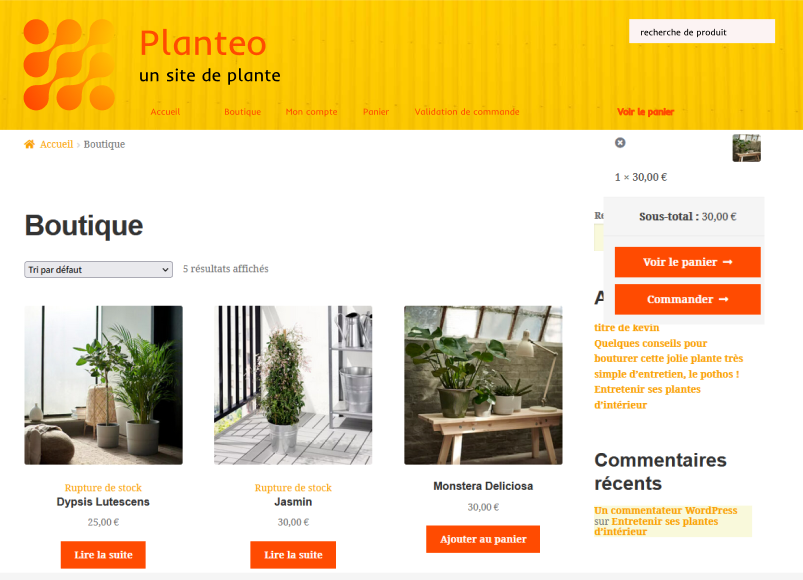 Planteo
un site de plante
recherche de produit
Accueil
Boutique
Mon compte
Panier
Validation de commande
Voir le panier
Accueil › Boutique
1 × 30,00 €
Boutique
Re
Sous-total : 30,00 €
Tri par défaut
5 résultats affichés
Voir le panier →
Commander →
A
titre de kevin
Quelques conseils pour
bouturer cette jolie plante très
simple d’entretien, le pothos !
Entretenir ses plantes
d’intérieur
Rupture de stock
Dypsis Lutescens
25,00 €
Lire la suite
Rupture de stock
Jasmin
30,00 €
Lire la suite
Monstera Deliciosa
30,00 €
Ajouter au panier
Commentaires
récents
Un commentateur WordPress
sur Entretenir ses plantes
d’intérieur